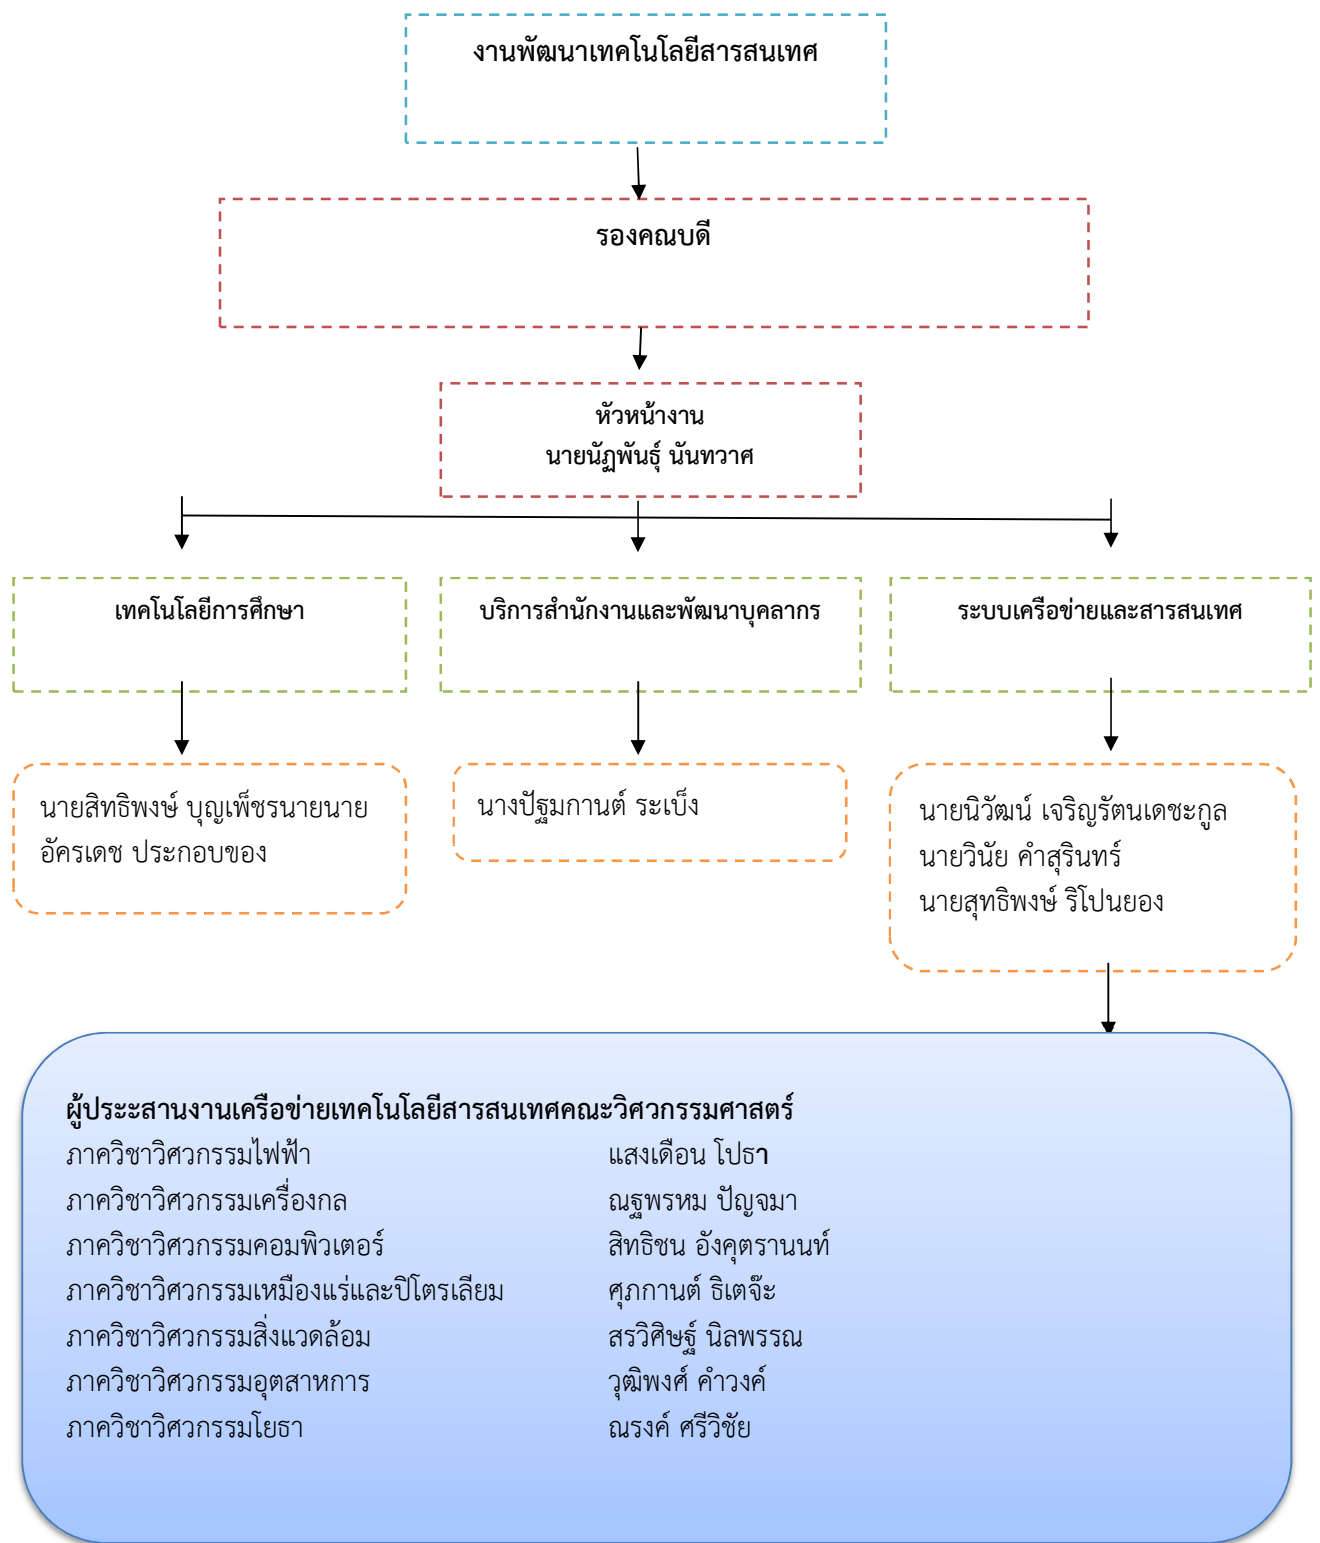 งานพัฒนาเทคโนโลยีสารสนเทศ
รองคณบดี
หัวหน้างาน
นายนัฏพันธุ์ นันทวาศ
เทคโนโลยีการศึกษา
บริการสำนักงานและพัฒนาบุคลากร
ระบบเครือข่ายและสารสนเทศ
นายสิทธิพงษ์ บุญเพ็ชรนายนาย
อัครเดช ประกอบของ
นางปัฐมกานต์ ระเบ็ง
นายนิวัฒน์ เจริญรัตนเดชะกูล
นายวินัย คำสุรินทร์
นายสุทธิพงษ์ ริโปนยอง
ผู้ประะสานงานเครือข่ายเทคโนโลยีสารสนเทศคณะวิศวกรรมศาสตร์
ภาควิชาวิศวกรรมไฟฟ้า แสงเดือน โปธา
ภาควิชาวิศวกรรมเครื่องกล ณฐพรหม ปัญจมา
ภาควิชาวิศวกรรมคอมพิวเตอร์ สิทธิชน อังคุตรานนท์
ภาควิชาวิศวกรรมเหมืองแร่และปิโตรเลียม ศุภกานต์ ธิเตจ๊ะ
ภาควิชาวิศวกรรมสิ่งแวดล้อม สรวิศิษฐ์ นิลพรรณ
ภาควิชาวิศวกรรมอุตสาหการ วุฒิพงศ์ คำวงค์
ภาควิชาวิศวกรรมโยธา ณรงค์ ศรีวิชัย